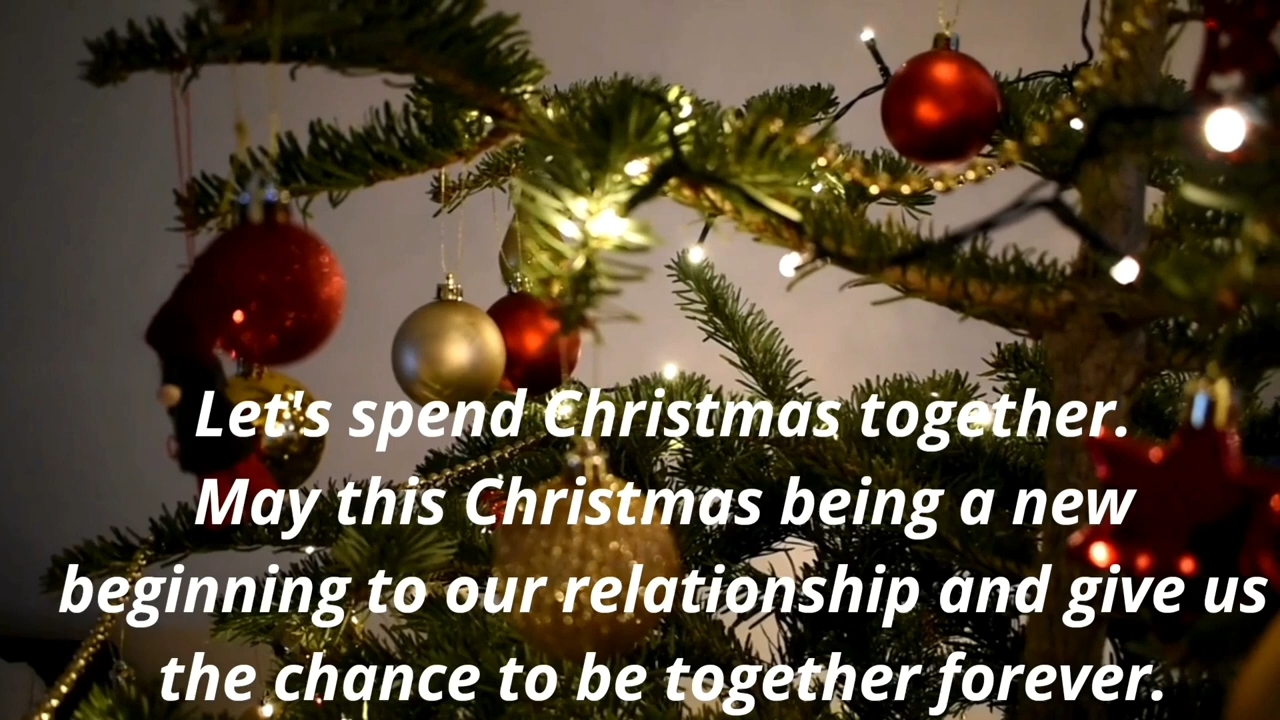 Let's spend Christmas together.
May this Christmas being a new
beginning to our relationship and give us
the chance to be together forever.